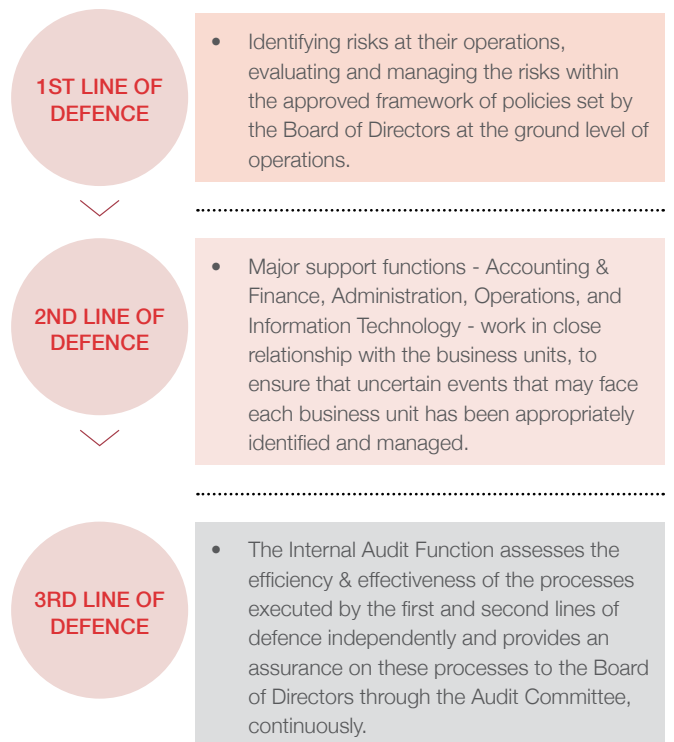 1ST LINE OF
DEFENCE
• Identifying risks at their operations,
evaluating and managing the risks within
the approved framework of policies set by
the Board of Directors at the ground level of
operations.
2ND LINE OF
DEFENCE
• Major support functions - Accounting &
Finance, Administration, Operations, and
Information Technology - work in close
relationship with the business units, to
ensure that uncertain events that may face
each business unit has been appropriately
identified and managed.
3RD LINE OF
DEFENCE
• The Internal Audit Function assesses the
efficiency & effectiveness of the processes
executed by the first and second lines of
defence independently and provides an
assurance on these processes to the Board
of Directors through the Audit Committee,
continuously.